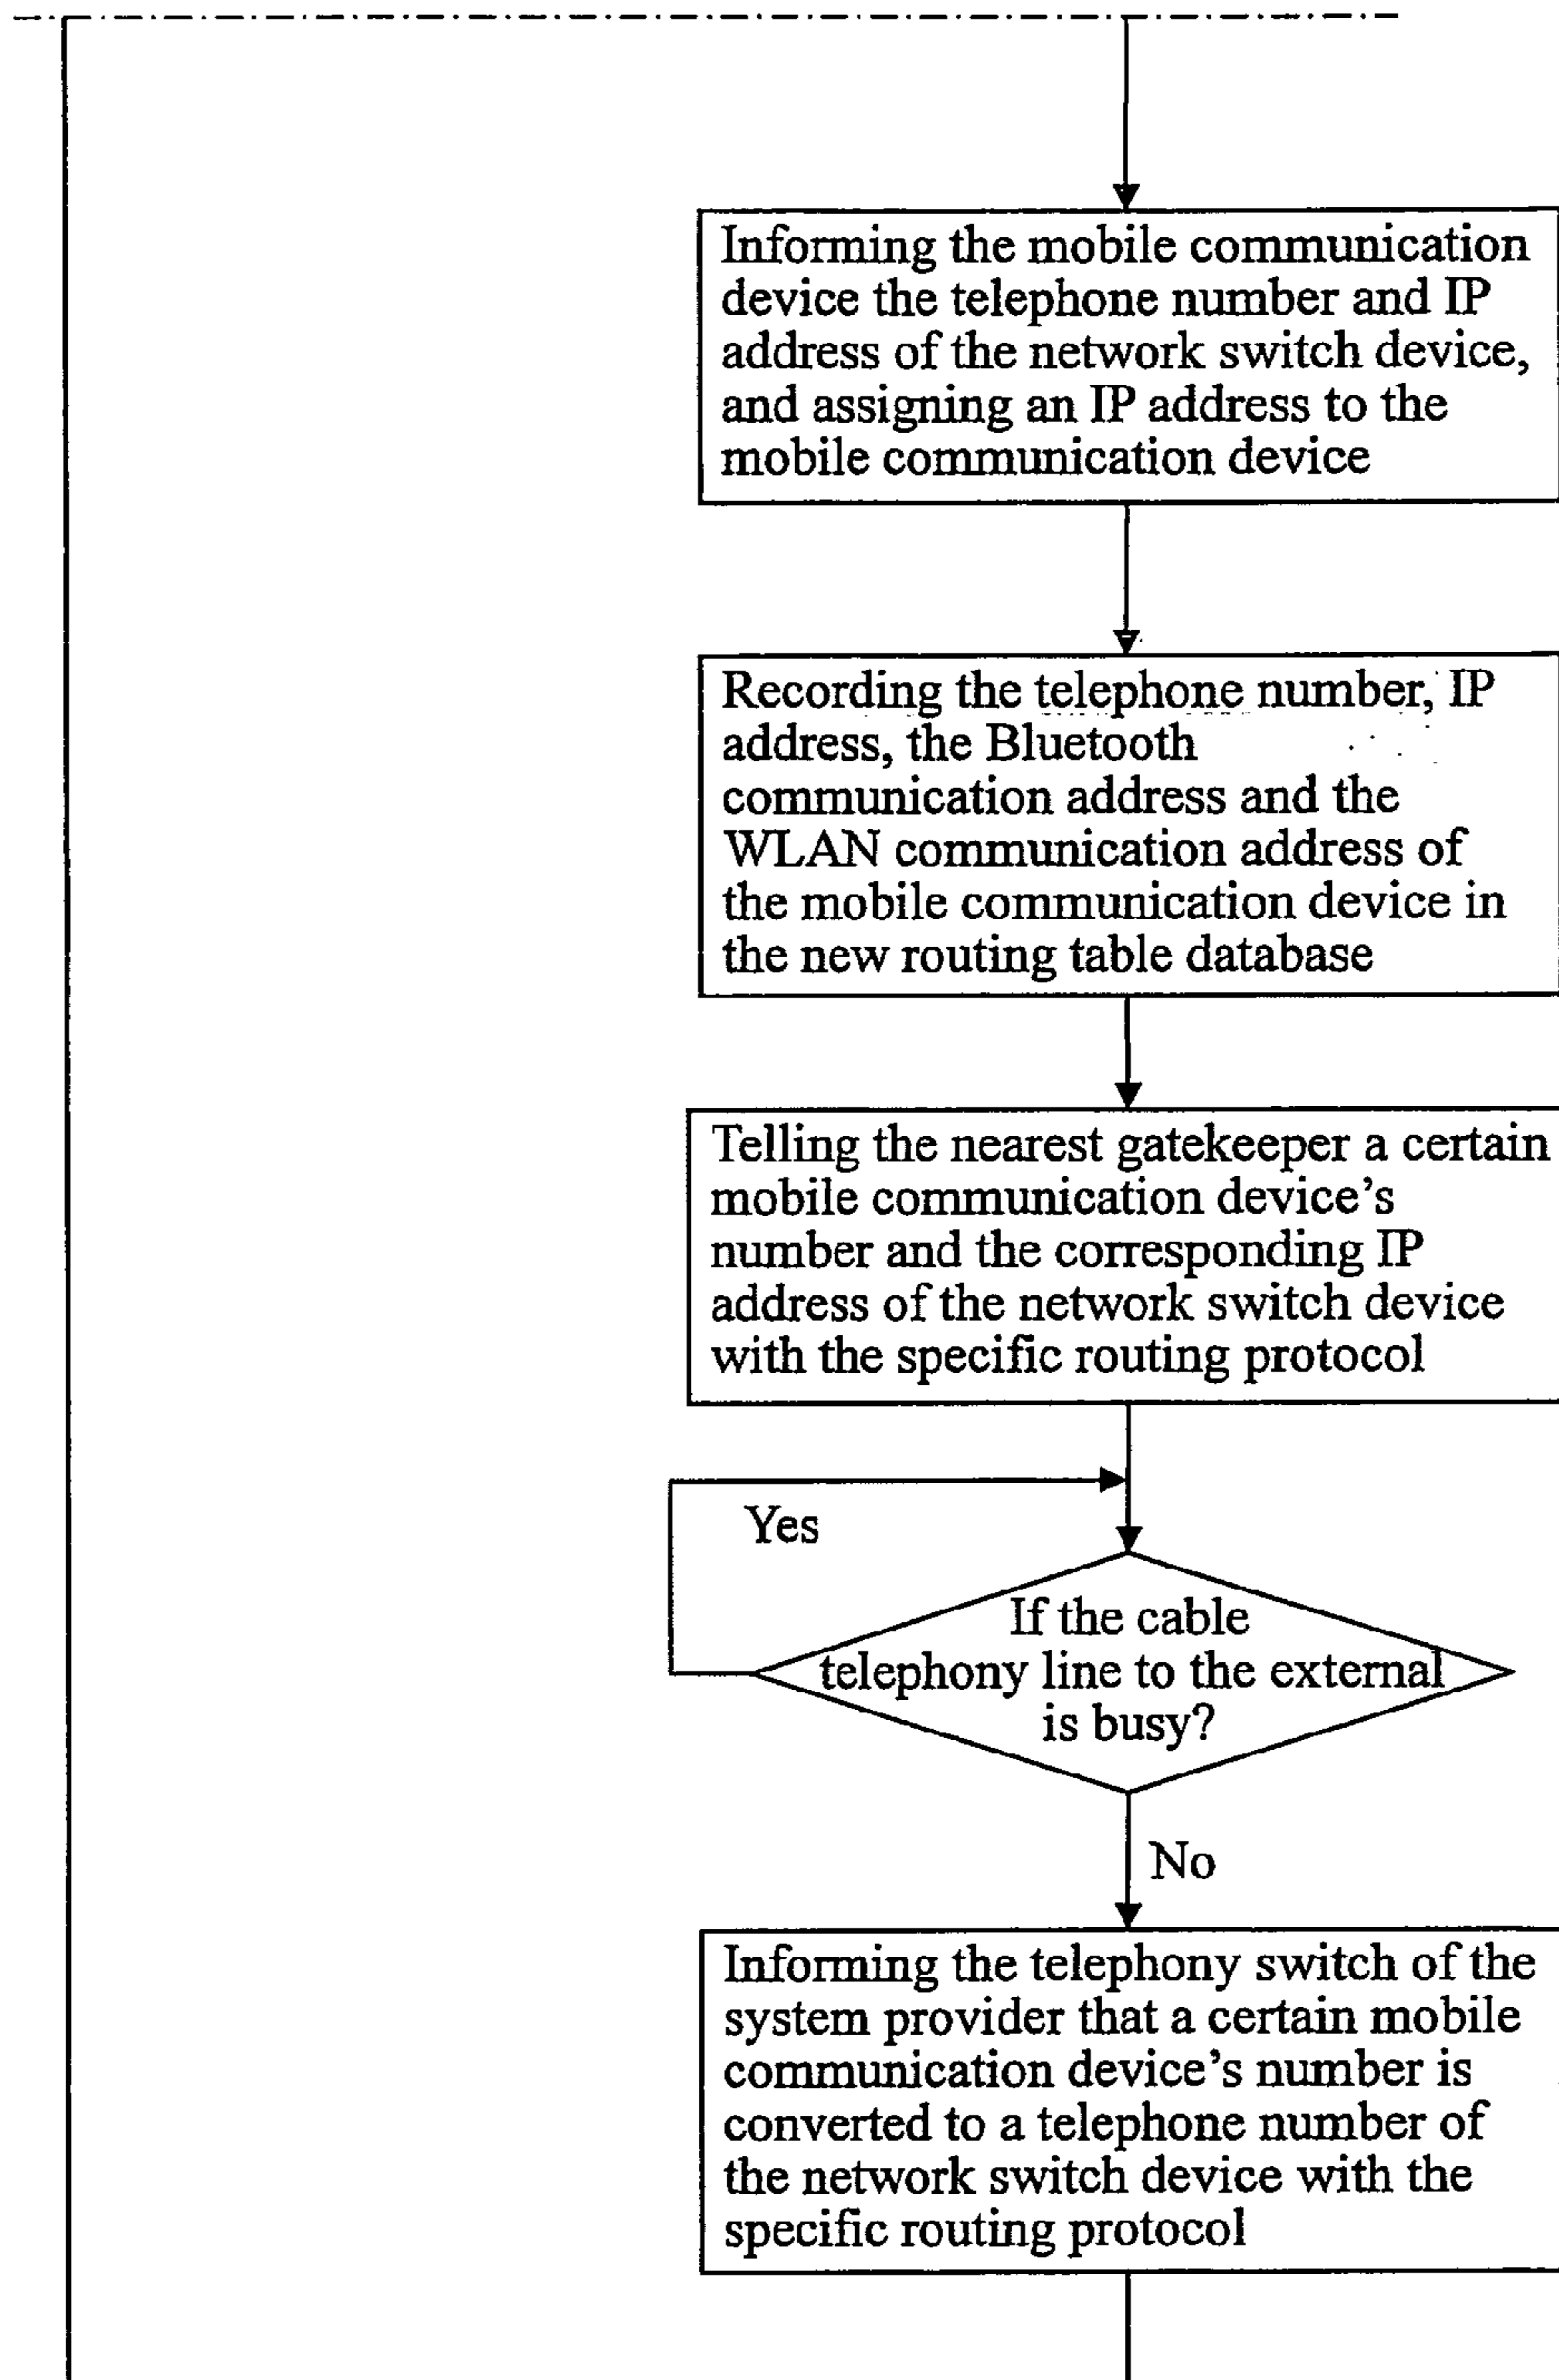 Informing the mobile communication
device the telephone number and IP
address of the network switch device,
and assigning an IP address to the
mobile communication device
Recording the telephone number, IP
address, the Bluetooth
communication address and the
WLAN communication address of
the mobile communication device in
the new routing table database
Telling the nearest gatekeeper a certain
mobile communication device's
number and the corresponding IP
address of the network switch device
with the specific routing protocol
Yes
If the cable
telephony line to the external
is busy?
No
Informing the telephony switch of the
system provider that a certain mobile
communication device's number is
converted to a telephone number of
the network switch device with the
specific routing protocol